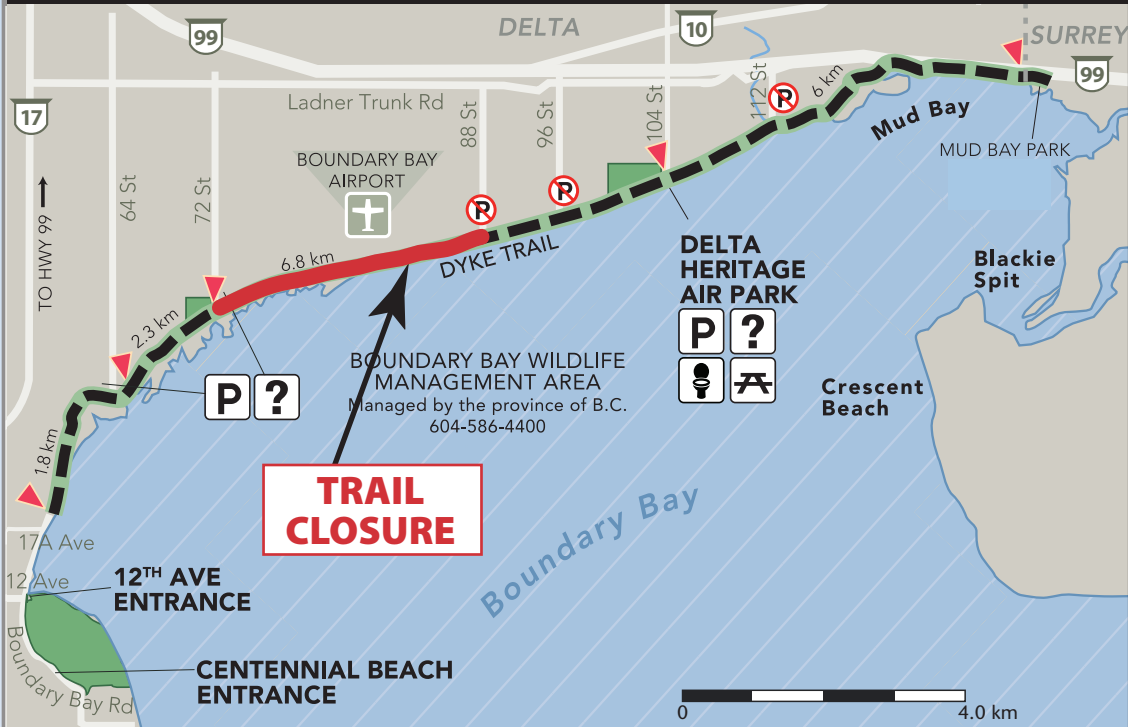 99
DELTA
10
SURREY
99
17
Ladner Trunk Rd
TO HWY 99
64 St
72 St
88 St
96 St
104 St
112 St
P
P
P
6 km
Mud Bay
MUD BAY PARK
BOUNDARY BAY
AIRPORT
6.8 km
DYKE TRAIL
2.3 km
1.8 km
P ?
DELTA
HERITAGE
AIR PARK
P ?
Blackie
Spit
Crescent
Beach
BOUNDARY BAY WILDLIFE
MANAGEMENT AREA
Managed by the province of B.C.
604-586-4400
TRAIL
CLOSURE
Boundary Bay
17A Ave
12 Ave
12TH AVE
ENTRANCE
CENTENNIAL BEACH
ENTRANCE
Boundary Bay Rd
0 4.0 km